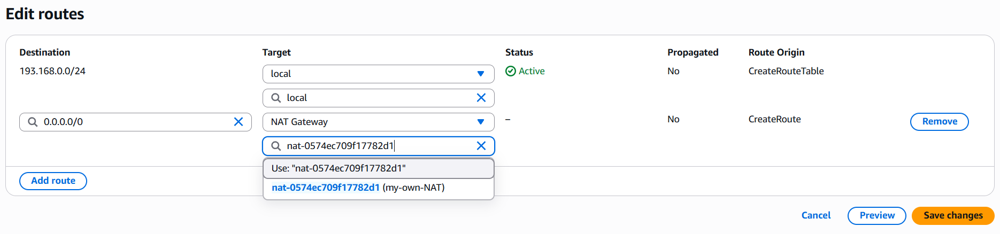 Edit routes
Destination Target Status Propagated Route Origin
193.168.0.0/24 local Active No CreateRouteTable
local
0.0.0.0/0 NAT Gateway – No CreateRoute Remove
nat-0574ec709f17782d1
Use: "nat-0574ec709f17782d1"
Add route
nat-0574ec709f17782d1 (my-own-NAT)
Cancel Preview Save changes